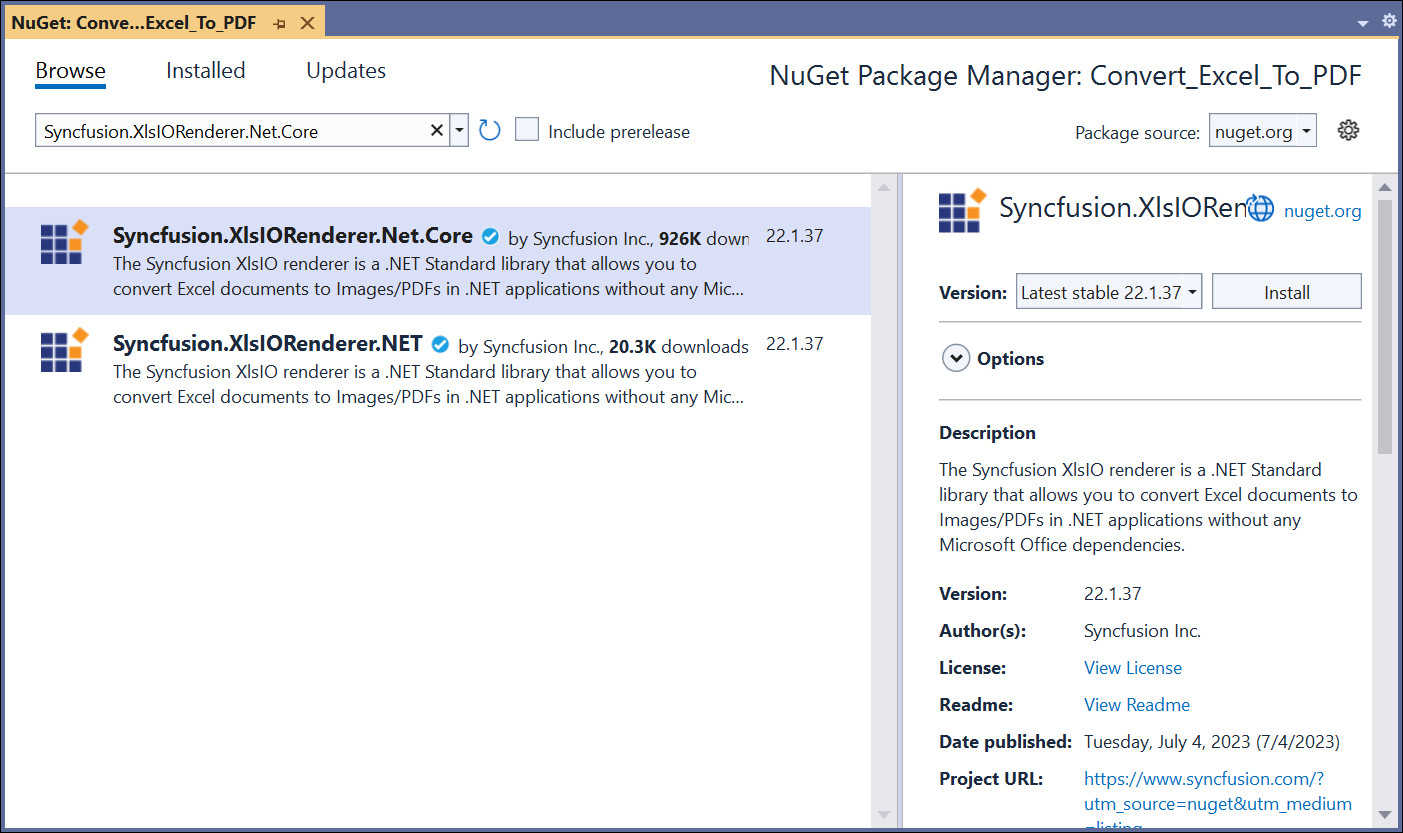 NuGet: Conve...Excel_To_PDF
Browse Installed Updates
NuGet Package Manager: Convert_Excel_To_PDF
Syncfusion.XlsIORenderer.Net.Core
Include prerelease
Package source: nuget.org
Syncfusion.XlsIORenderer.Net.Core by Syncfusion Inc., 926K down 22.1.37
The Syncfusion XlsIO renderer is a .NET Standard library that allows you to
convert Excel documents to Images/PDFs in .NET applications without any Mic...
Syncfusion.XlsIORenderer.NET by Syncfusion Inc., 20.3K downloads 22.1.37
The Syncfusion XlsIO renderer is a .NET Standard library that allows you to
convert Excel documents to Images/PDFs in .NET applications without any Mic...
Syncfusion.XlsIORen nuget.org
Version: Latest stable 22.1.37 Install
Options
Description
The Syncfusion XlsIO renderer is a .NET Standard
library that allows you to convert Excel documents to
Images/PDFs in .NET applications without any
Microsoft Office dependencies.
Version: 22.1.37
Author(s): Syncfusion Inc.
License: View License
Readme: View Readme
Date published: Tuesday, July 4, 2023 (7/4/2023)
Project URL: https://www.syncfusion.com/?
utm_source=nuget&utm_medium
=listing